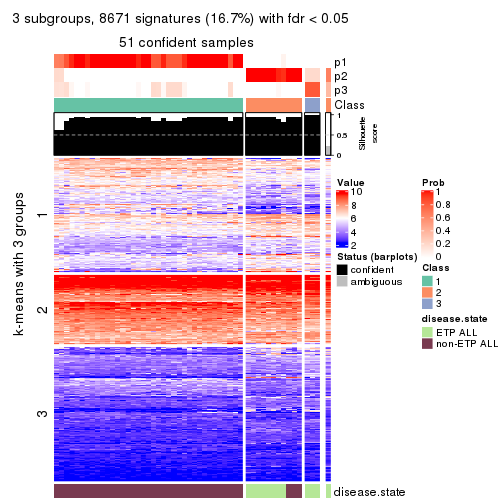 3 subgroups, 8671 signatures (16.7%) with fdr < 0.05
51 confident samples
p1
p2
p3
Class
1
0.5
0
Silhouette
score
k-means with 3 groups
1
2
3
disease.state
Value
10
8
6
4
2
Prob
1
0.8
0.6
0.4
0.2
0
Status (barplots)
confident
ambiguous
Class
1
2
3
disease.state
ETP ALL
non-ETP ALL